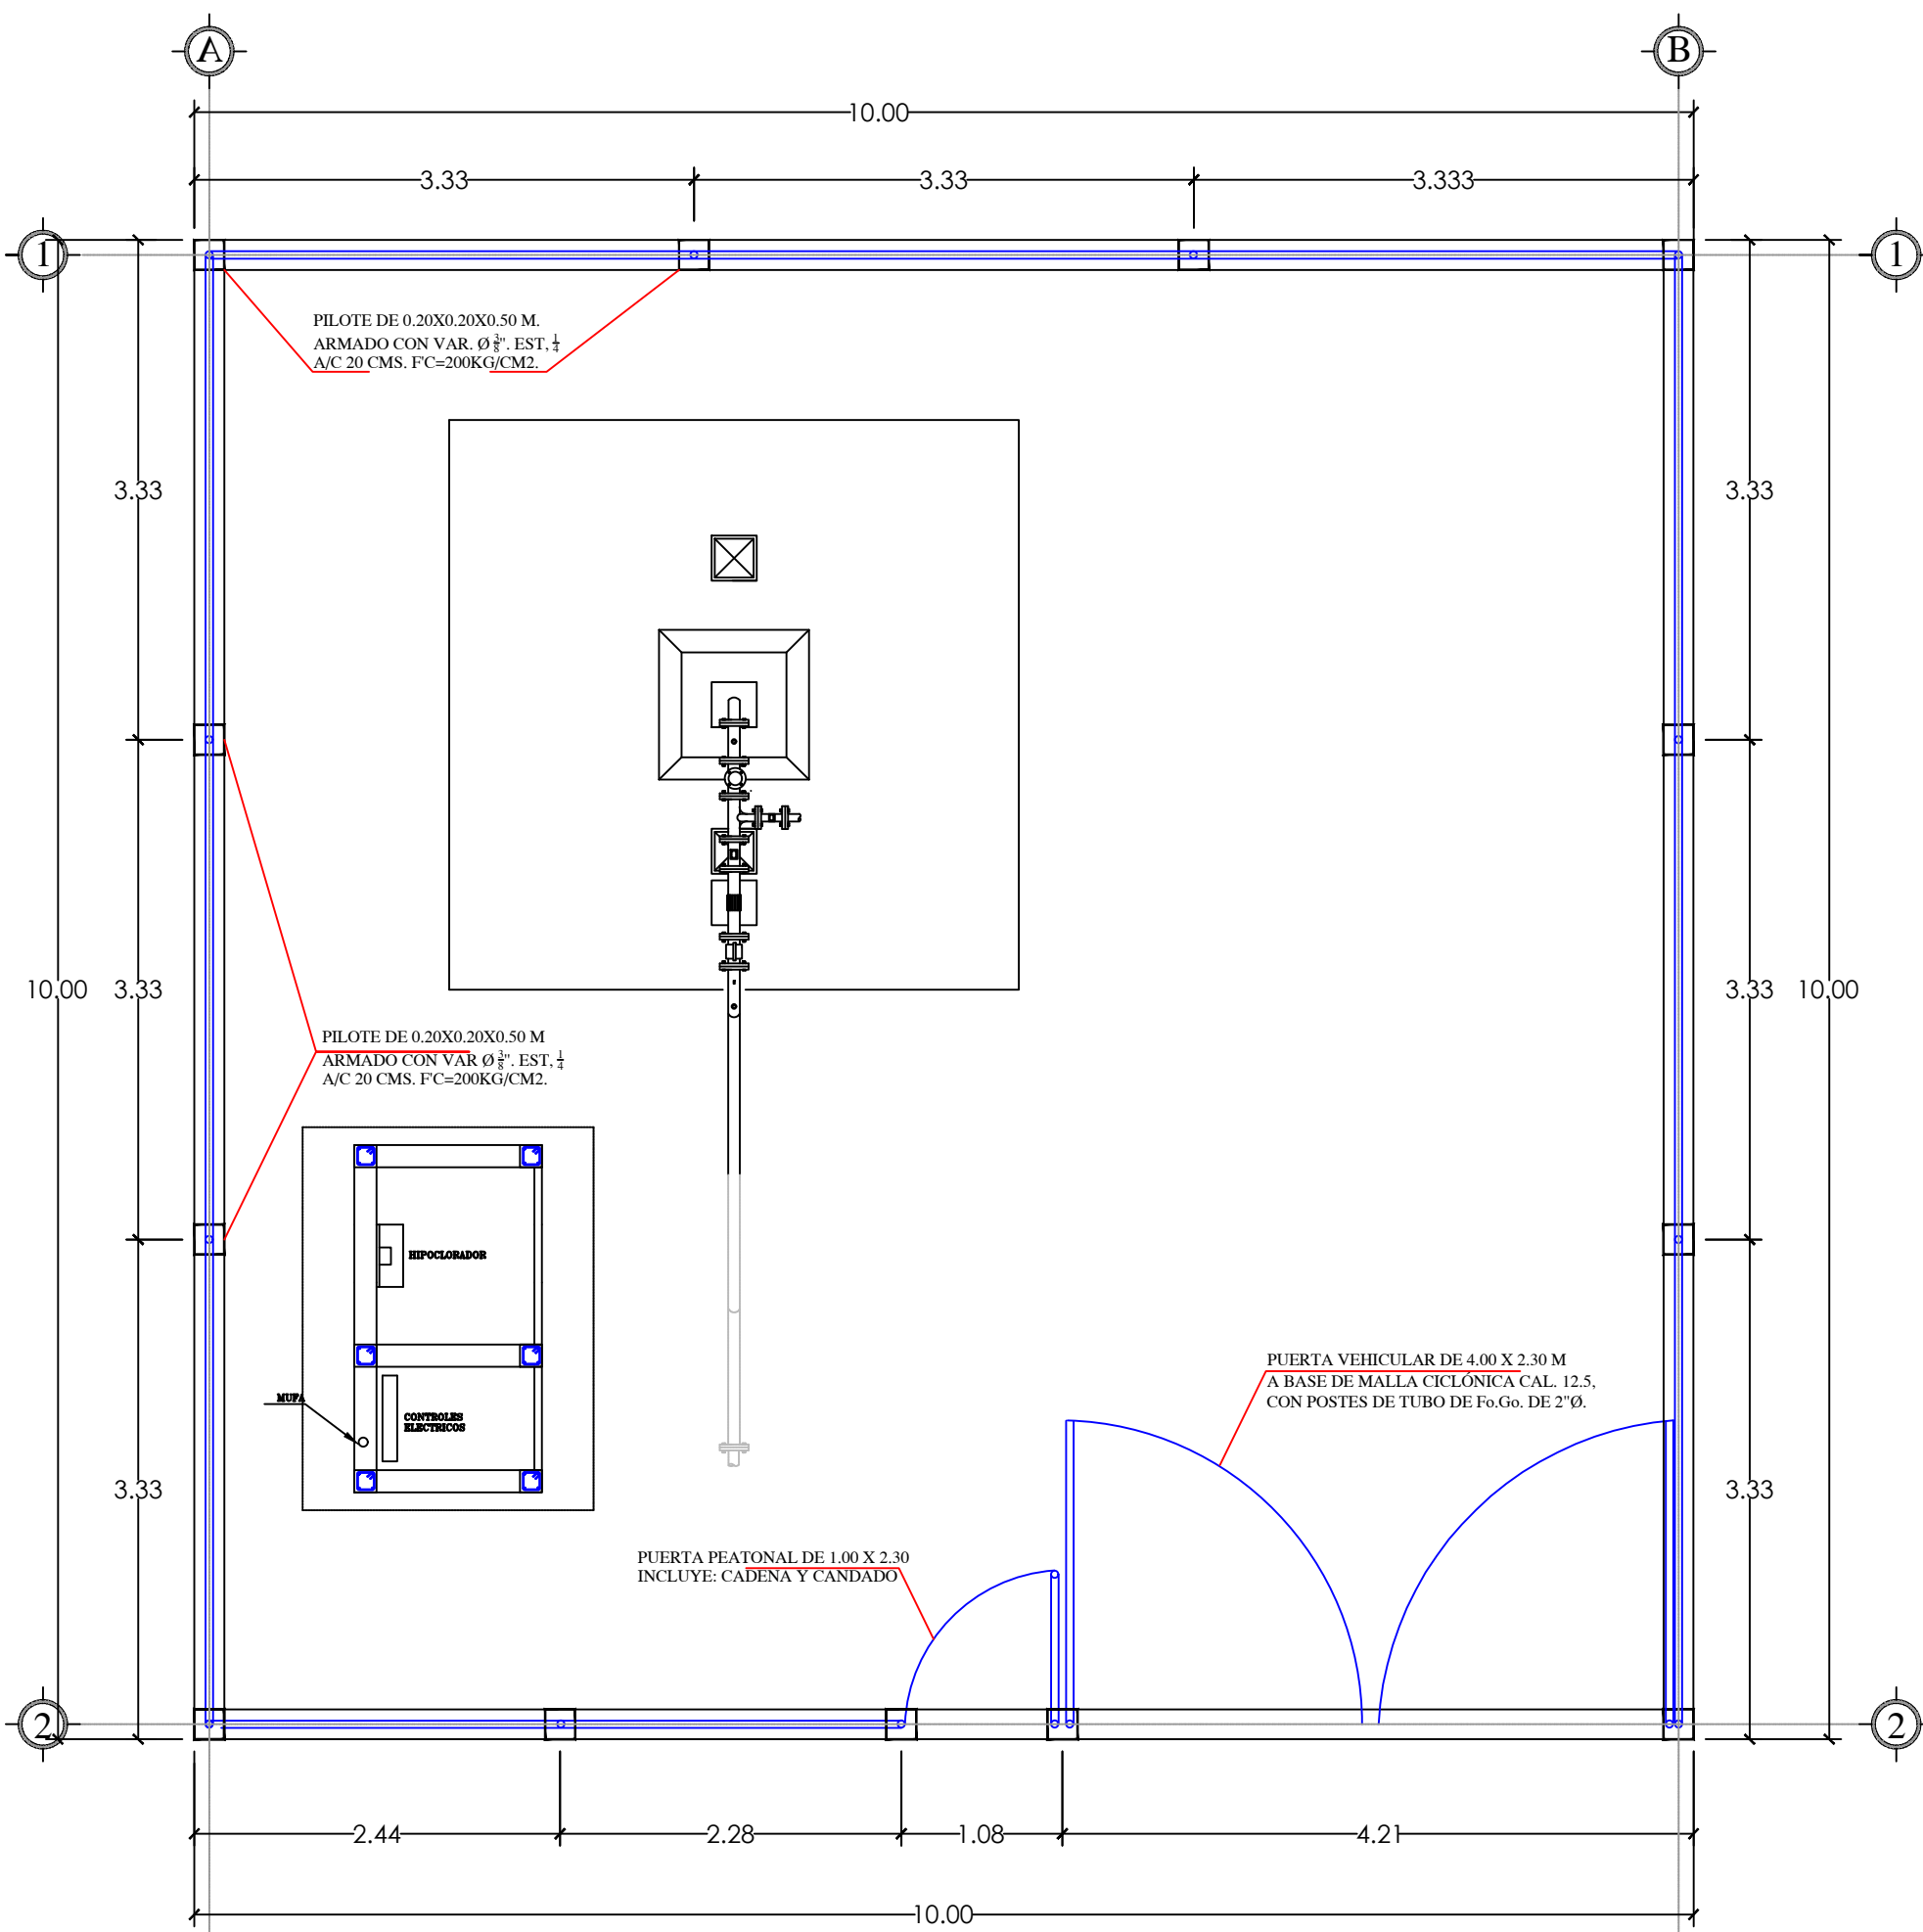 A
B
10.00
3.33
3.33
3.333
1
1
PILOTE DE 0.20X0.20X0.50 M.
ARMADO CON VAR. Ø 3/8". EST, 1/4
A/C 20 CMS. F'C=200KG/CM2.
3.33
3.33
10.00
3.33
3.33
10.00
PILOTE DE 0.20X0.20X0.50 M
ARMADO CON VAR Ø 3/8". EST, 1/4
A/C 20 CMS. F'C=200KG/CM2.
HIPOCLORADOR
MUFA
CONTROLES
ELECTRICOS
PUERTA VEHICULAR DE 4.00 X 2.30 M
A BASE DE MALLA CICLÓNICA CAL. 12.5,
CON POSTES DE TUBO DE Fo.Go. DE 2"Ø.
3.33
3.33
PUERTA PEATONAL DE 1.00 X 2.30
INCLUYE: CADENA Y CANDADO
2
2
2.44
2.28
1.08
4.21
10.00